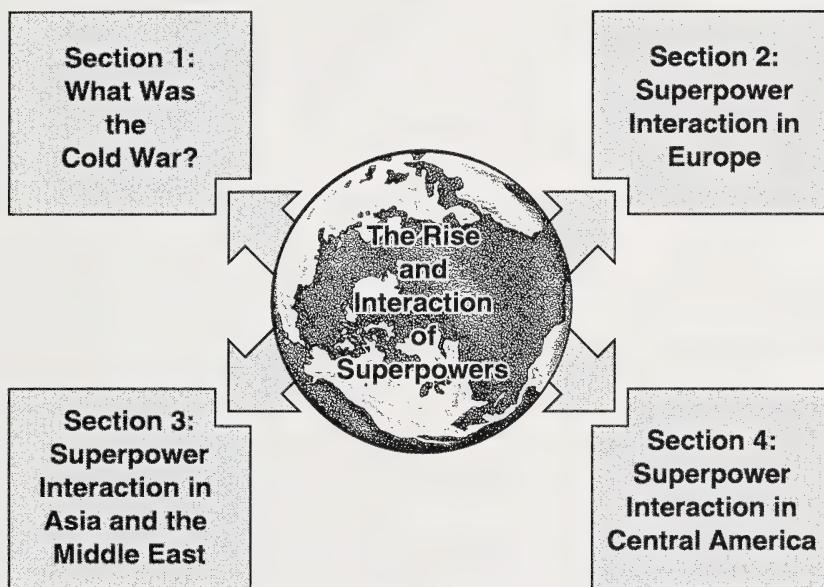 Section 1:
What Was
the
Cold War?
Section 2:
Superpower
Interaction in
Europe
The Rise
and
Interaction
of
Superpowers
Section 3:
Superpower
Interaction in
Asia and the
Middle East
Section 4:
Superpower
Interaction in
Central America